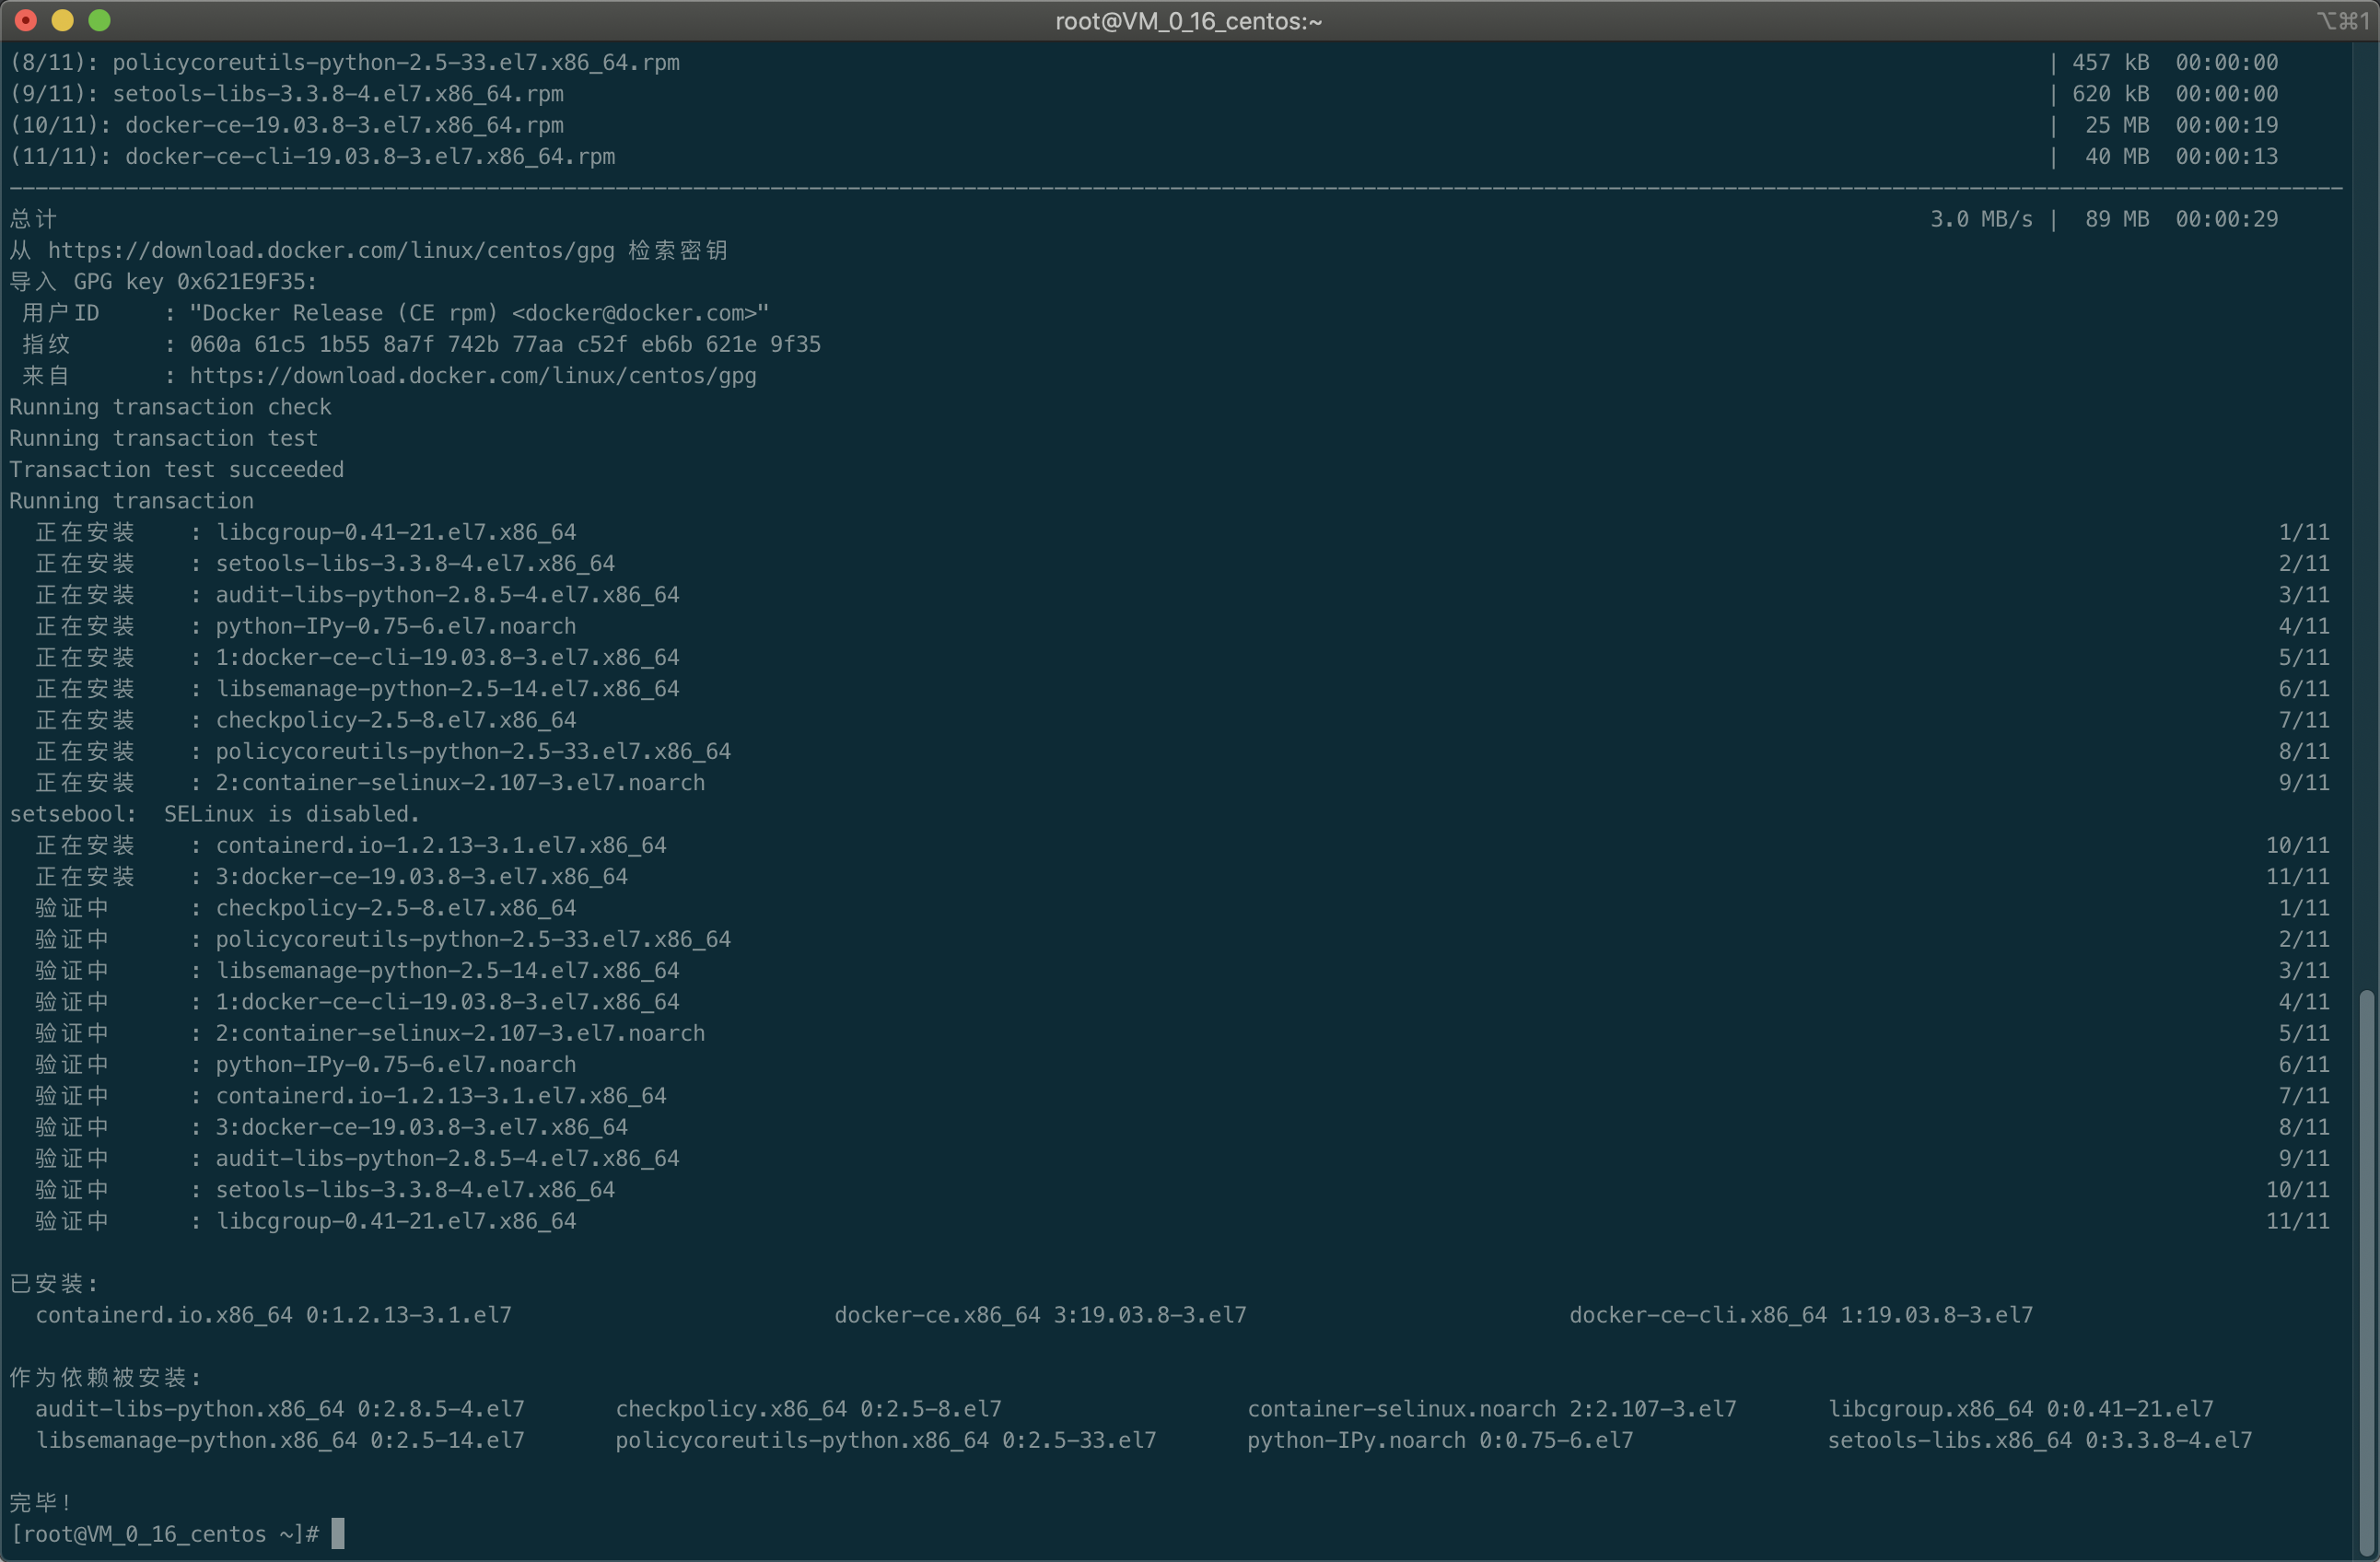 root@VM_0_16_centos:~ ⌥⌘1
(8/11): policycoreutils-python-2.5-33.el7.x86_64.rpm | 457 kB 00:00:00
(9/11): setools-libs-3.3.8-4.el7.x86_64.rpm | 620 kB 00:00:00
(10/11): docker-ce-19.03.8-3.el7.x86_64.rpm | 25 MB 00:00:19
(11/11): docker-ce-cli-19.03.8-3.el7.x86_64.rpm | 40 MB 00:00:13
总计 3.0 MB/s | 89 MB 00:00:29
从 https://download.docker.com/linux/centos/gpg 检索密钥
导入 GPG key 0x621E9F35:
用户ID : "Docker Release (CE rpm) <docker@docker.com>"
指纹 : 060a 61c5 1b55 8a7f 742b 77aa c52f eb6b 621e 9f35
来自 : https://download.docker.com/linux/centos/gpg
Running transaction check
Running transaction test
Transaction test succeeded
Running transaction
正在安装 : libcgroup-0.41-21.el7.x86_64 1/11
正在安装 : setools-libs-3.3.8-4.el7.x86_64 2/11
正在安装 : audit-libs-python-2.8.5-4.el7.x86_64 3/11
正在安装 : python-IPy-0.75-6.el7.noarch 4/11
正在安装 : 1:docker-ce-cli-19.03.8-3.el7.x86_64 5/11
正在安装 : libsemanage-python-2.5-14.el7.x86_64 6/11
正在安装 : checkpolicy-2.5-8.el7.x86_64 7/11
正在安装 : policycoreutils-python-2.5-33.el7.x86_64 8/11
正在安装 : 2:container-selinux-2.107-3.el7.noarch 9/11
setsebool:  SELinux is disabled.
正在安装 : containerd.io-1.2.13-3.1.el7.x86_64 10/11
正在安装 : 3:docker-ce-19.03.8-3.el7.x86_64 11/11
验证中 : checkpolicy-2.5-8.el7.x86_64 1/11
验证中 : policycoreutils-python-2.5-33.el7.x86_64 2/11
验证中 : libsemanage-python-2.5-14.el7.x86_64 3/11
验证中 : 1:docker-ce-cli-19.03.8-3.el7.x86_64 4/11
验证中 : 2:container-selinux-2.107-3.el7.noarch 5/11
验证中 : python-IPy-0.75-6.el7.noarch 6/11
验证中 : containerd.io-1.2.13-3.1.el7.x86_64 7/11
验证中 : 3:docker-ce-19.03.8-3.el7.x86_64 8/11
验证中 : audit-libs-python-2.8.5-4.el7.x86_64 9/11
验证中 : setools-libs-3.3.8-4.el7.x86_64 10/11
验证中 : libcgroup-0.41-21.el7.x86_64 11/11
已安装:
containerd.io.x86_64 0:1.2.13-3.1.el7 docker-ce.x86_64 3:19.03.8-3.el7 docker-ce-cli.x86_64 1:19.03.8-3.el7
作为依赖被安装:
audit-libs-python.x86_64 0:2.8.5-4.el7 checkpolicy.x86_64 0:2.5-8.el7 container-selinux.noarch 2:2.107-3.el7 libcgroup.x86_64 0:0.41-21.el7
libsemanage-python.x86_64 0:2.5-14.el7 policycoreutils-python.x86_64 0:2.5-33.el7 python-IPy.noarch 0:0.75-6.el7 setools-libs.x86_64 0:3.3.8-4.el7
完毕！
[root@VM_0_16_centos ~]#